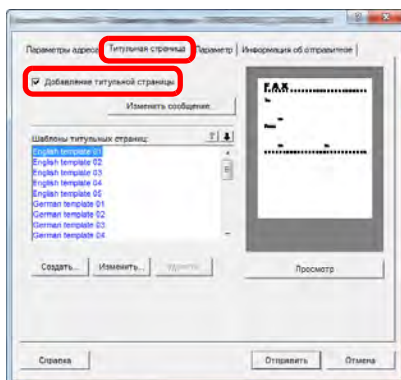 Параметры адреса Титульная страница Параметр Информация об отправителе
Добавление титульной страницы
Изменить сообщение
Шаблоны титульных страниц:
English template 01
English template 02
English template 03
English template 04
English template 05
German template 01
German template 02
German template 03
German template 04
FAX
Создать... Изменить... Удалить
Просмотр
Справка Отправить Отмена